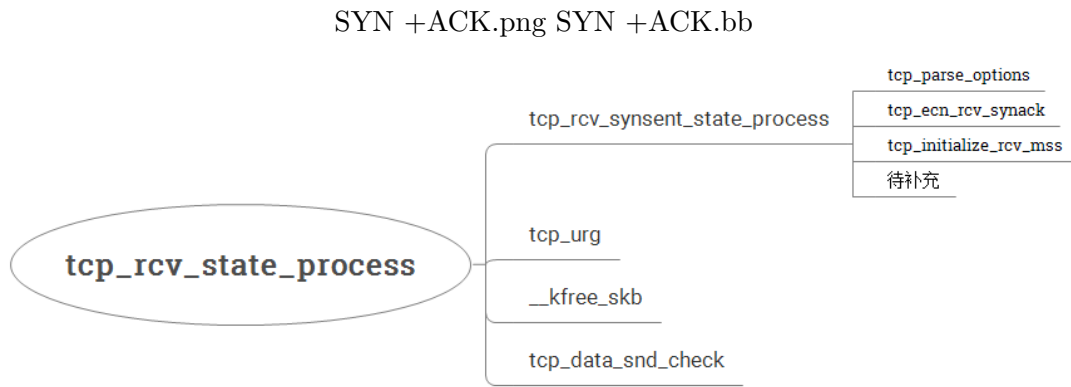 SYN +ACK.png SYN +ACK.bb
tcp_parse_options
tcp_rcv_synsent_state_process
tcp_ecn_rcv_synack
tcp_initialize_rcv_mss
待补充
tcp_urg
tcp_rcv_state_process
__kfree_skb
tcp_data_snd_check